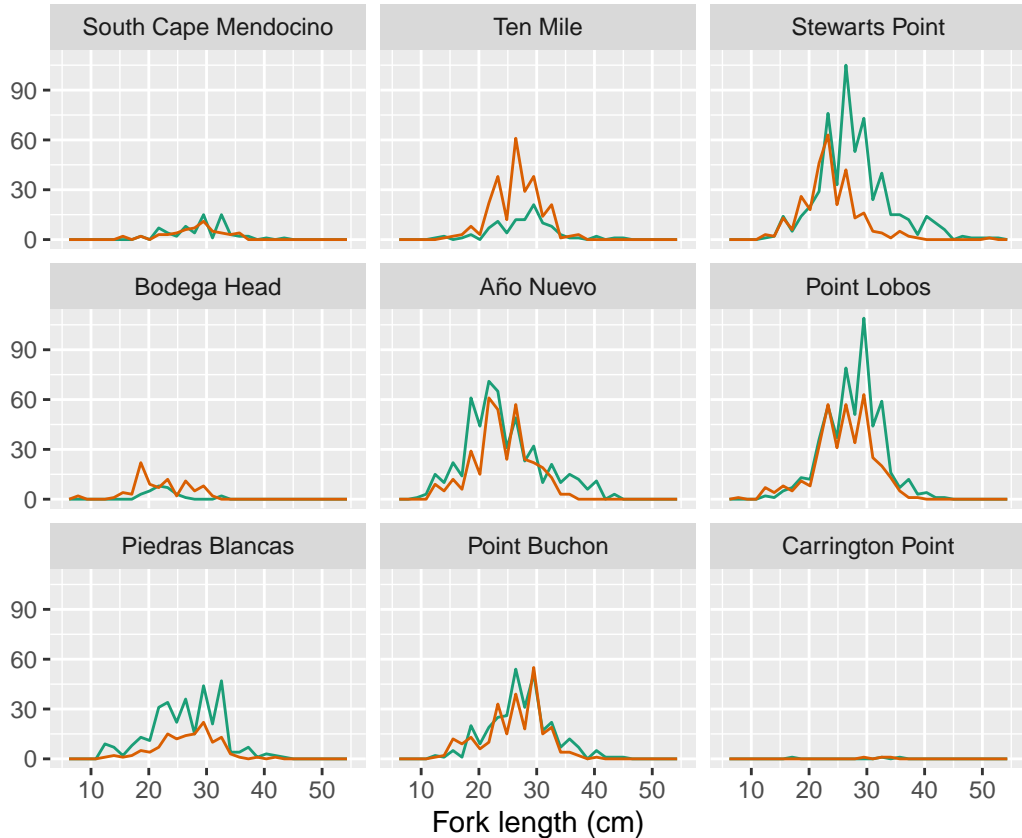 South Cape Mendocino Ten Mile Stewarts Point
90
60
30
0
Bodega Head Año Nuevo Point Lobos
90
60
30
0
Piedras Blancas Point Buchon Carrington Point
90
60
30
0
10 20 30 40 50 10 20 30 40 50 10 20 30 40 50
Fork length (cm)